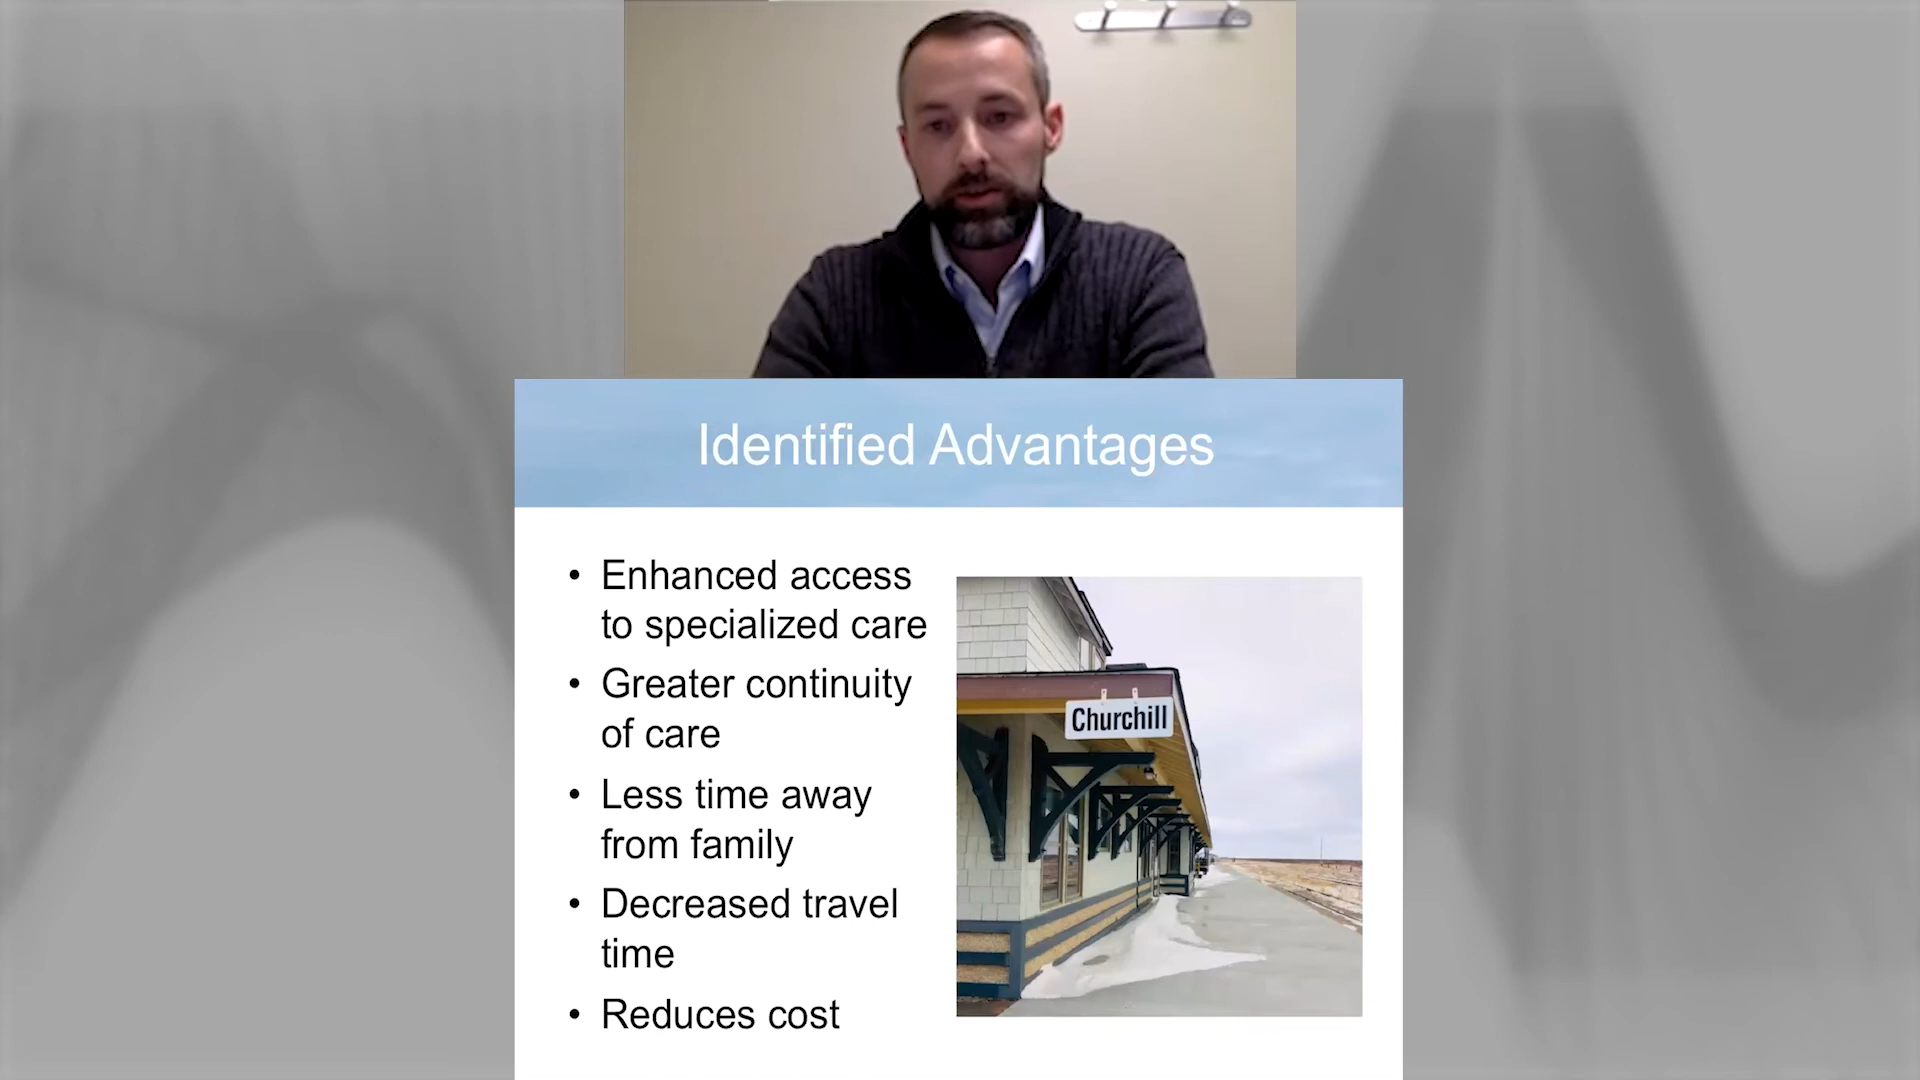 Identified Advantages
• Enhanced access
to specialized care
• Greater continuity
of care
• Less time away
from family
• Decreased travel
time
• Reduces cost
Churchill